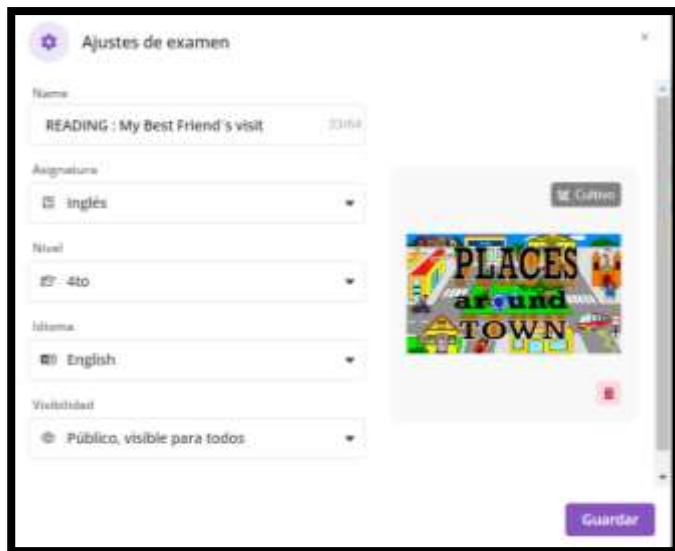 Ajustes de examen
Name
READING : My Best Friend´s visit
Asignatura
Inglés
Nivel
4to
Idioma
English
Visibilidad
Público, visible para todos
Cultivo
PLACES
around
TOWN
Guardar